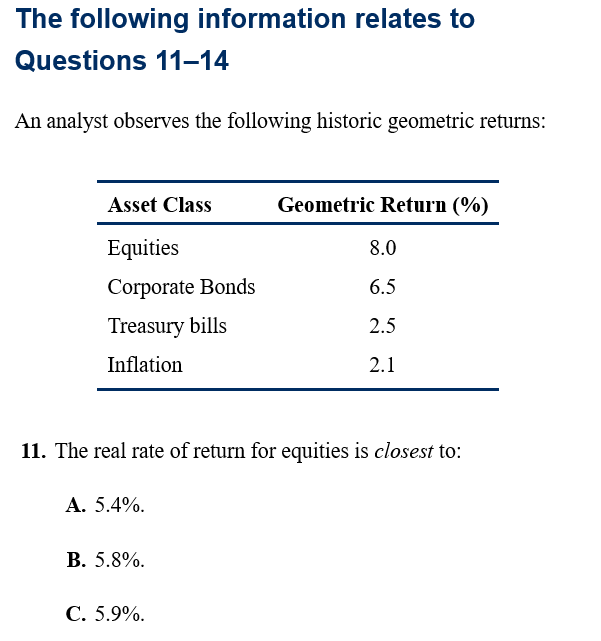 The following information relates to
Questions 11–14
An analyst observes the following historic geometric returns:
Asset Class Geometric Return (%)
Equities 8.0
Corporate Bonds 6.5
Treasury bills 2.5
Inflation 2.1
11. The real rate of return for equities is closest to:
A. 5.4%.
B. 5.8%.
C. 5.9%.